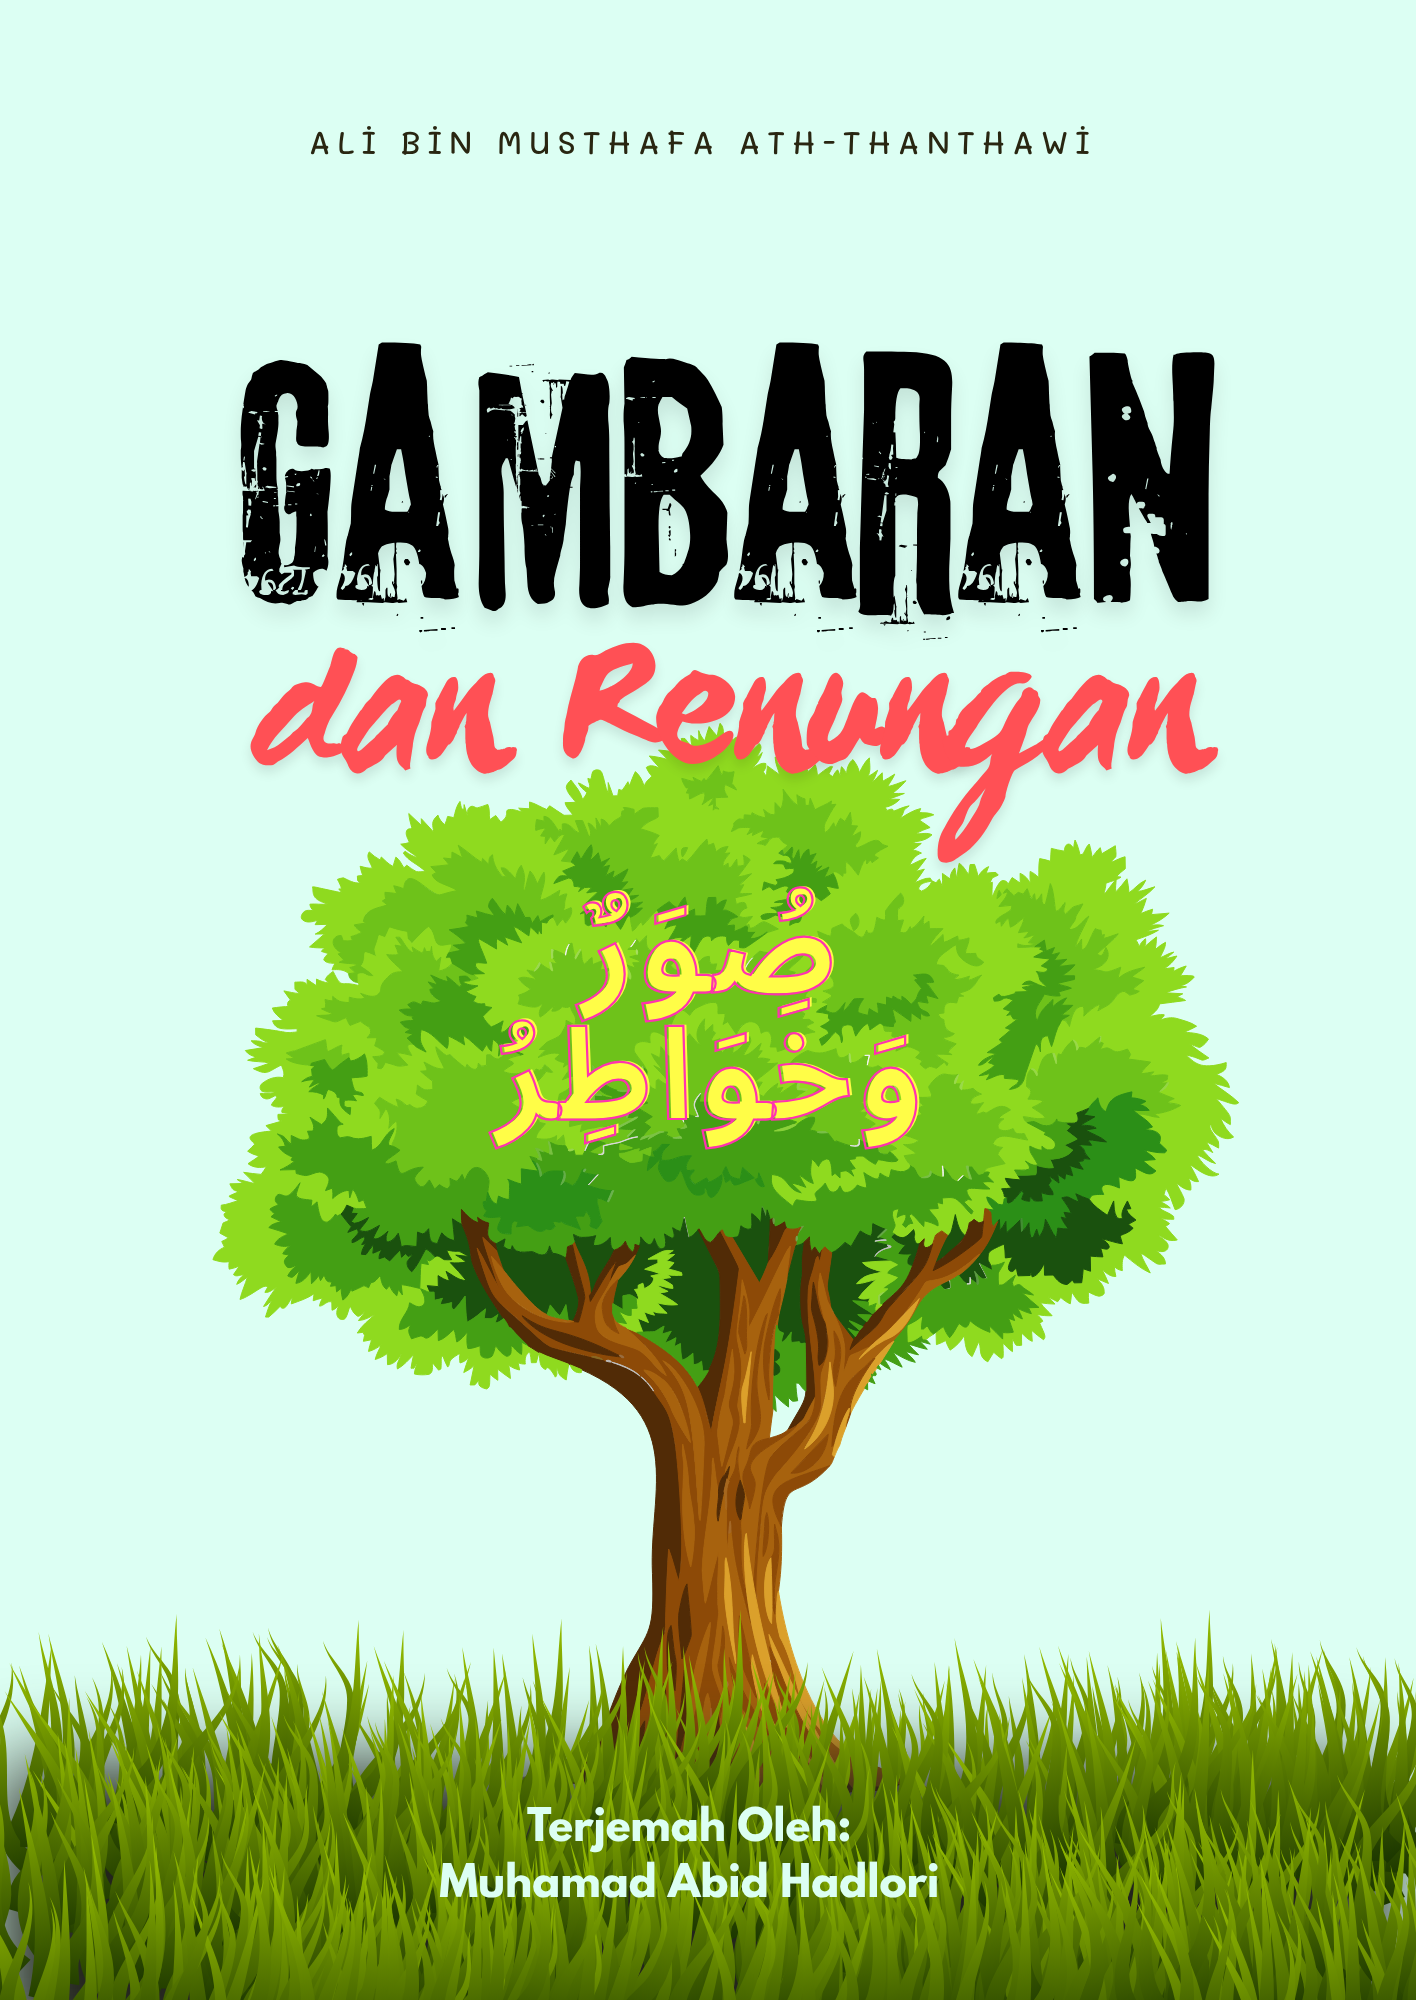 ALİ BİN MUSTHAFA ATH-THANTHAWİ
GAMBARAN
dan Renungan
صُوَرٌ
وَخَوَاطِرُ
Terjemah Oleh:
Muhamad Abid Hadlori